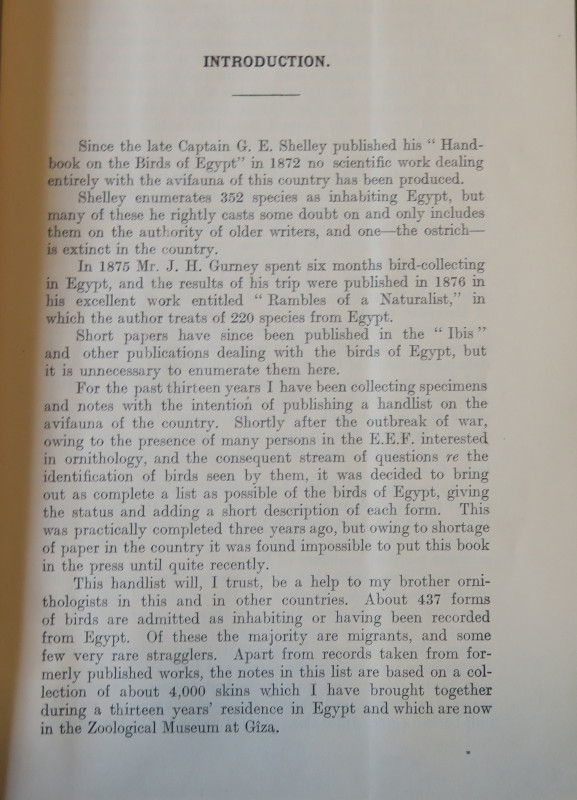 INTRODUCTION.
Since the late Captain G. E. Shelley published his " Hand-
book on the Birds of Egypt" in 1872 no scientific work dealing
entirely with the avifauna of this country has been produced.
Shelley enumerates 352 species as inhabiting Egypt, but
many of these he rightly casts some doubt on and only includes
them on the authority of older writers, and one—the ostrich—
is extinct in the country.
In 1875 Mr. J. H. Gurney spent six months bird-collecting
in Egypt, and the results of his trip were published in 1876 in
his excellent work entitled " Rambles of a Naturalist," in
which the author treats of 220 species from Egypt.
Short papers have since been published in the " Ibis "
and other publications dealing with the birds of Egypt, but
it is unnecessary to enumerate them here.
For the past thirteen years I have been collecting specimens
and notes with the intention of publishing a handlist on the
avifauna of the country. Shortly after the outbreak of war,
owing to the presence of many persons in the E.E.F. interested
in ornithology, and the consequent stream of questions re the
identification of birds seen by them, it was decided to bring
out as complete a list as possible of the birds of Egypt, giving
the status and adding a short description of each form. This
was practically completed three years ago, but owing to shortage
of paper in the country it was found impossible to put this book
in the press until quite recently.
This handlist will, I trust, be a help to my brother orni-
thologists in this and in other countries. About 437 forms
of birds are admitted as inhabiting or having been recorded
from Egypt. Of these the majority are migrants, and some
few very rare stragglers. Apart from records taken from for-
merly published works, the notes in this list are based on a col-
lection of about 4,000 skins which I have brought together
during a thirteen years' residence in Egypt and which are now
in the Zoological Museum at Gîza.